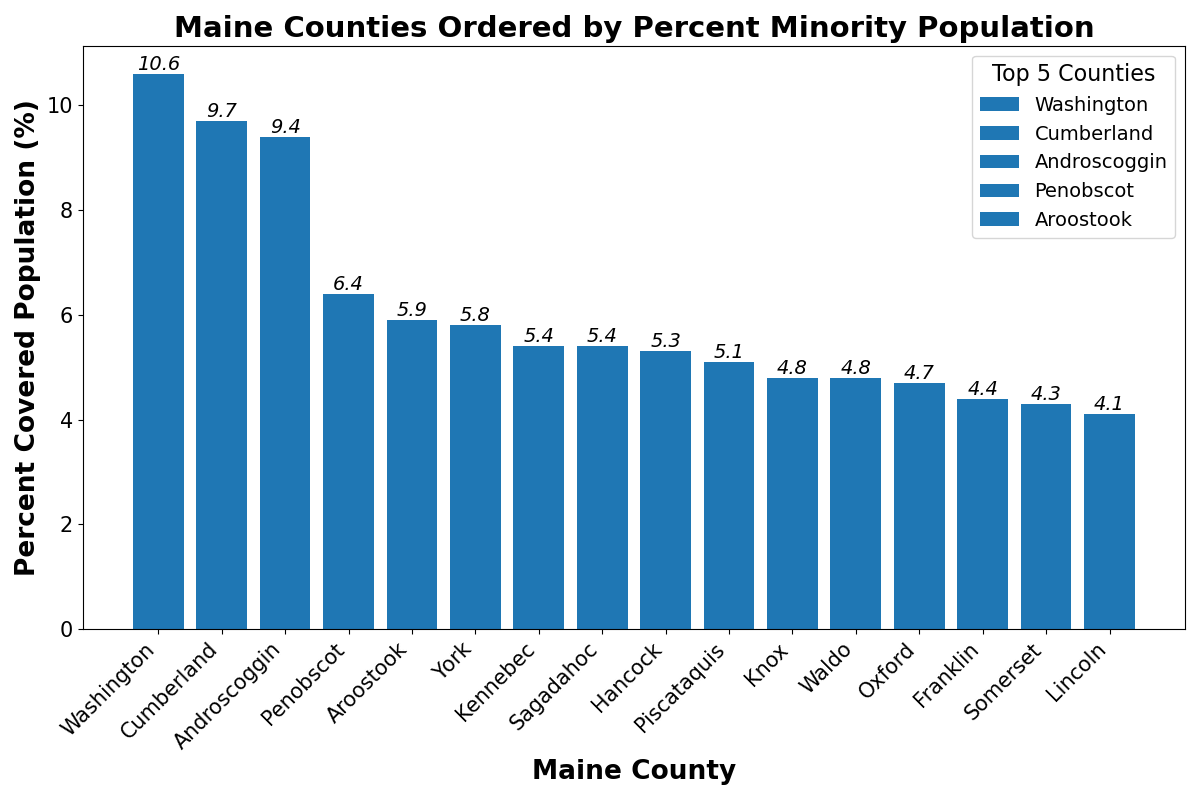 Maine Counties Ordered by Percent Minority Population
Percent Covered Population (%)
10
8
6
4
2
0
10.6
9.7
9.4
6.4
5.9
5.8
5.4
5.4
5.3
5.1
4.8
4.8
4.7
4.4
4.3
4.1
Top 5 Counties
Washington
Cumberland
Androscoggin
Penobscot
Aroostook
Washington
Cumberland
Androscoggin
Penobscot
Aroostook
York
Kennebec
Sagadahoc
Hancock
Piscataquis
Knox
Waldo
Oxford
Franklin
Somerset
Lincoln
Maine County